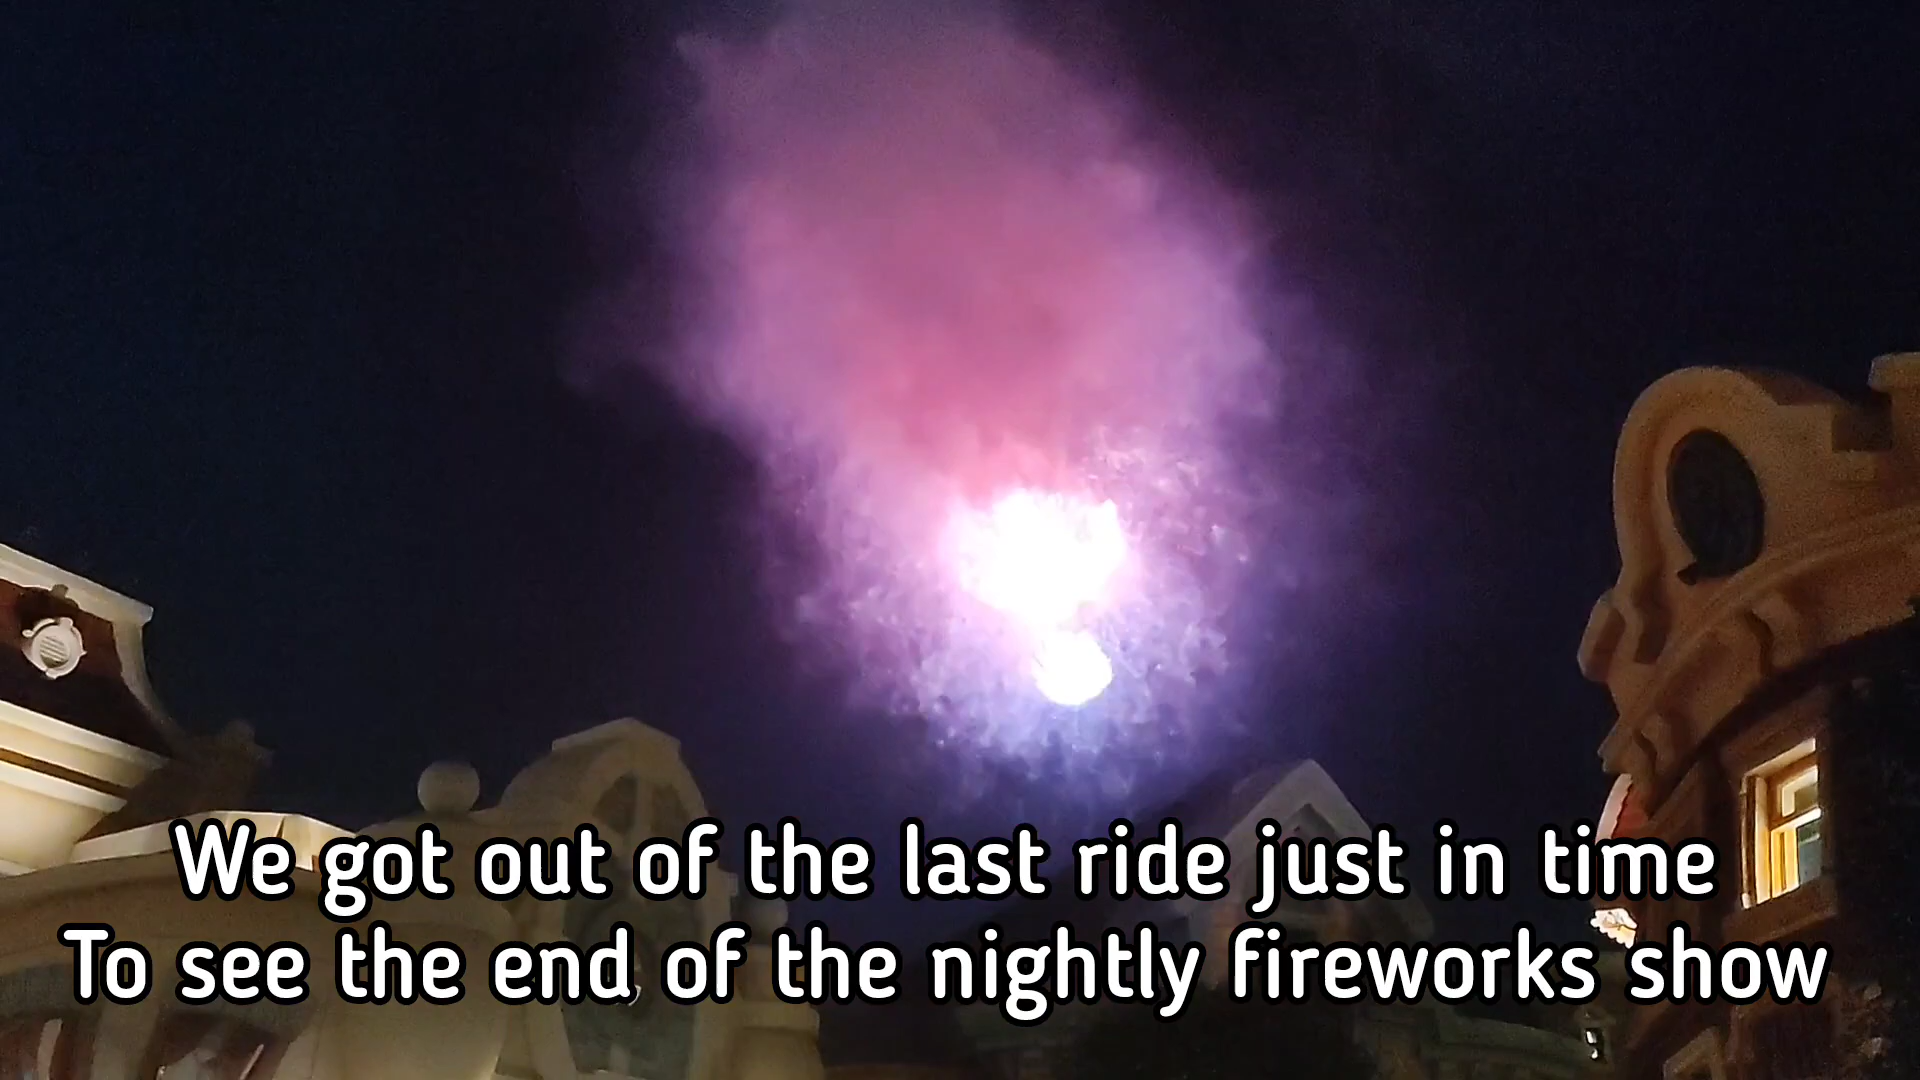 We got out of the last ride just in time
To see the end of the nightly fireworks show